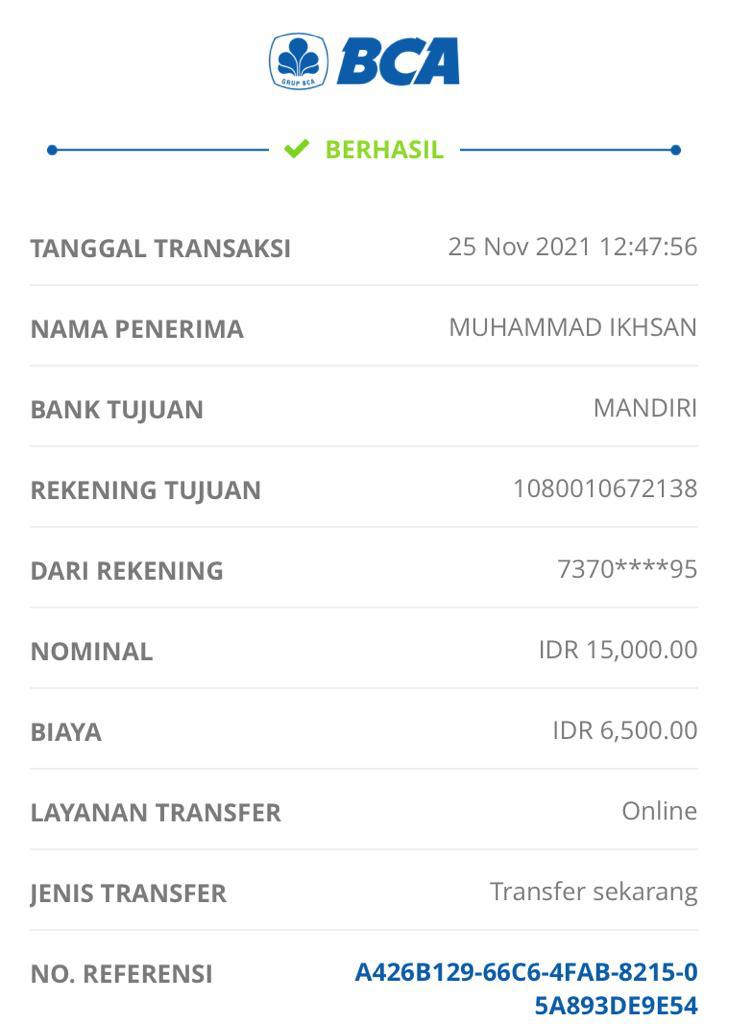 GRUP BCA
BCA
BERHASIL
TANGGAL TRANSAKSI 25 Nov 2021 12:47:56
NAMA PENERIMA MUHAMMAD IKHSAN
BANK TUJUAN MANDIRI
REKENING TUJUAN 1080010672138
DARI REKENING 7370****95
NOMINAL IDR 15,000.00
BIAYA IDR 6,500.00
LAYANAN TRANSFER Online
JENIS TRANSFER Transfer sekarang
NO. REFERENSI A426B129-66C6-4FAB-8215-0
5A893DE9E54